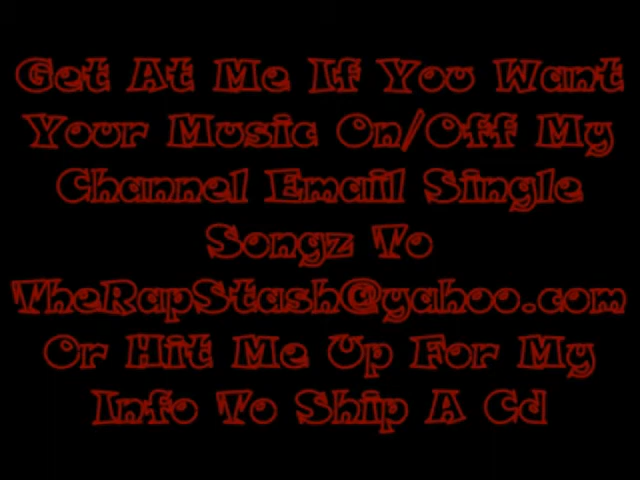 Get At Me If You Want
Your Music On/Off My
Channel Email Single
Songz To
TheRapStash@yahoo.com
Or Hit Me Up For My
Info To Ship A Cd